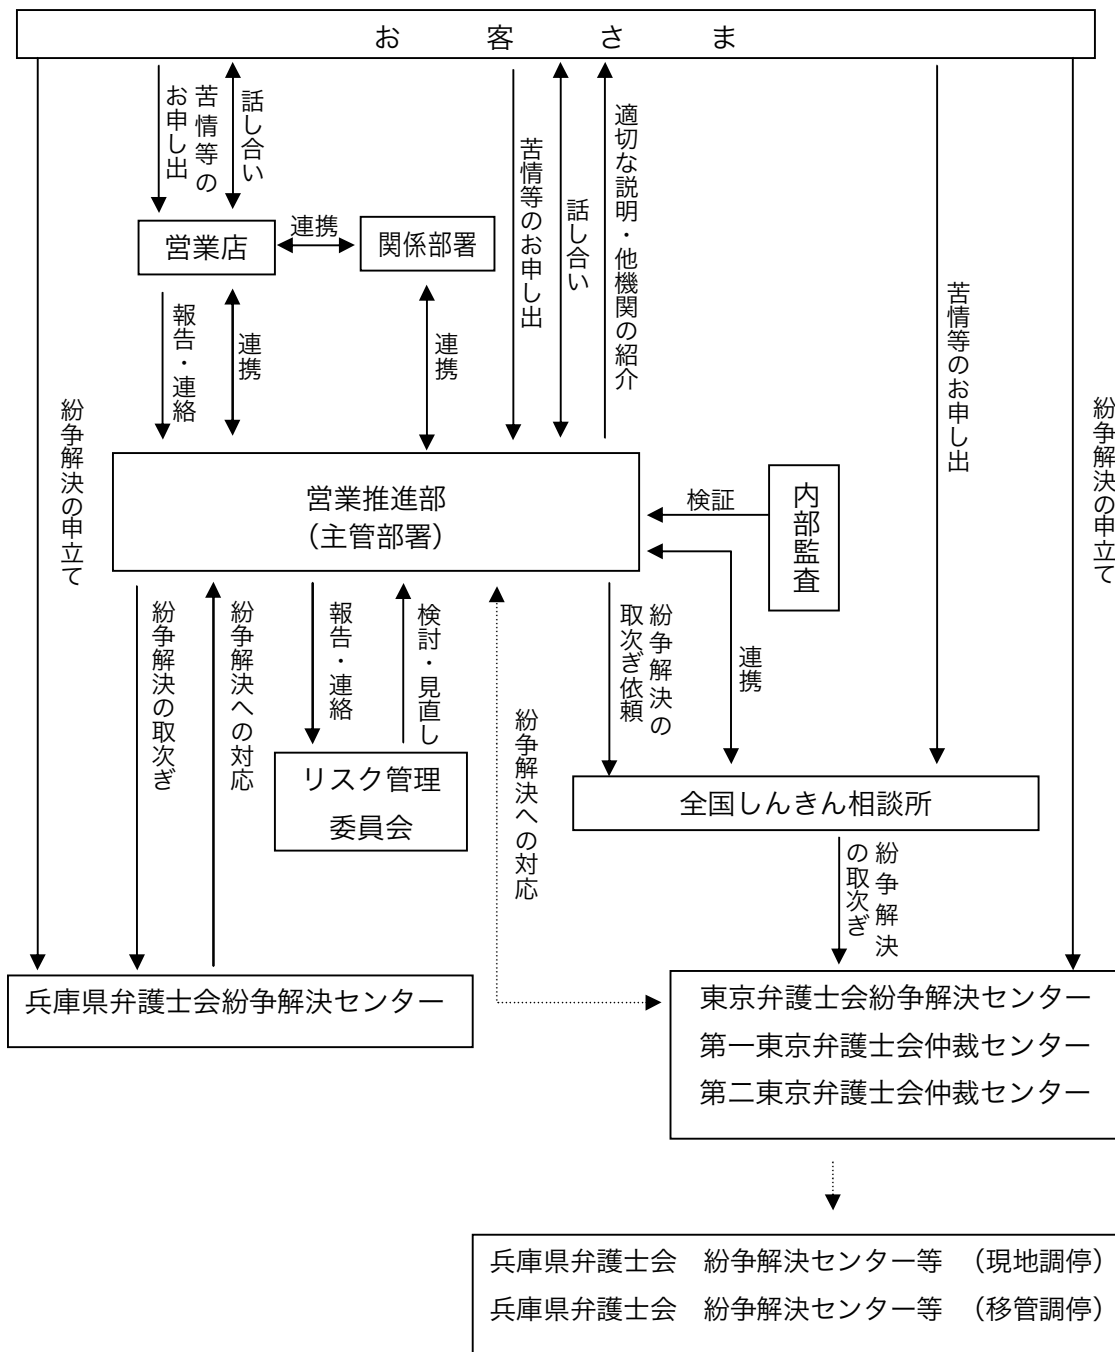 お客さま
苦情等の
お申し出
話し合い
苦情等のお申し出
話し合い
適切な説明・他機関の紹介
苦情等のお申し出
営業店
連携
関係部署
報告・連絡
連携
連携
紛争解決の申立て
紛争解決の申立て
営業推進部
(主管部署)
検証
内部監査
紛争解決の取次ぎ
紛争解決への対応
報告・連絡
検討・見直し
紛争解決への対応
紛争解決の
取次ぎ依頼
連携
リスク管理
委員会
全国しんきん相談所
紛争解決
の取次ぎ
兵庫県弁護士会紛争解決センター
東京弁護士会紛争解決センター
第一東京弁護士会仲裁センター
第二東京弁護士会仲裁センター
兵庫県弁護士会 紛争解決センター等 (現地調停)
兵庫県弁護士会 紛争解決センター等 (移管調停)